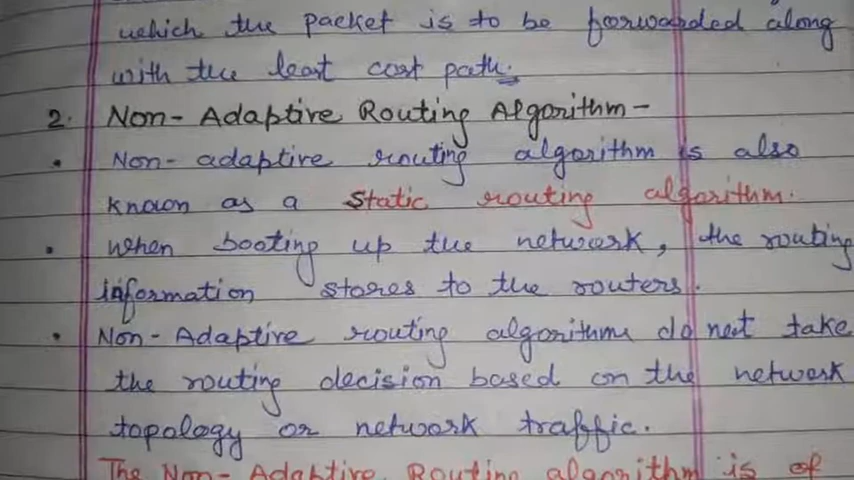 which the packet is to be forwarded along
with the least cost path.
2. Non-Adaptive Routing Algorithm-
• Non-adaptive routing algorithm is also
known as a static routing algorithm.
• When booting up the network, the routing
information stores to the routers.
• Non-Adaptive routing algorithms do not take
the routing decision based on the network
topology or network traffic.
The Non-Adaptive Routing algorithm is of